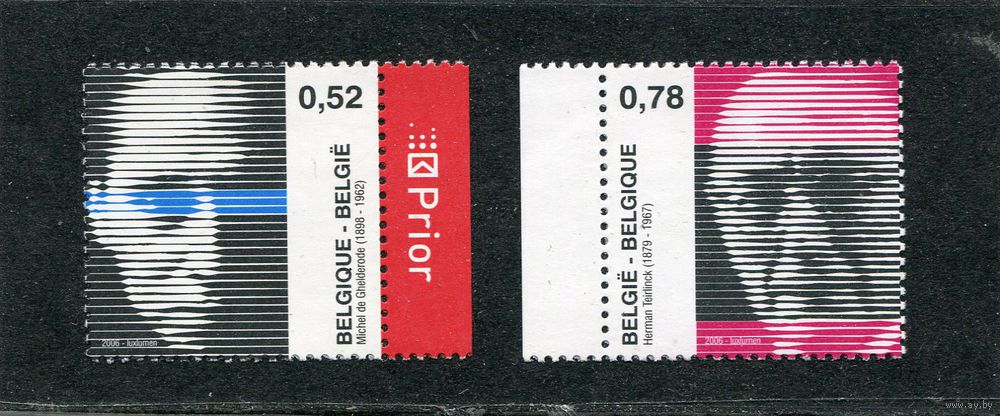 0,52
BELGIQUE - BELGIË
Michel de Ghelderode (1898 - 1962)
Prior
2006 - luxlumen
0,78
BELGIË - BELGIQUE
Herman Teirlinck (1879 - 1967)
2006 - luxlumen
www.ay.by